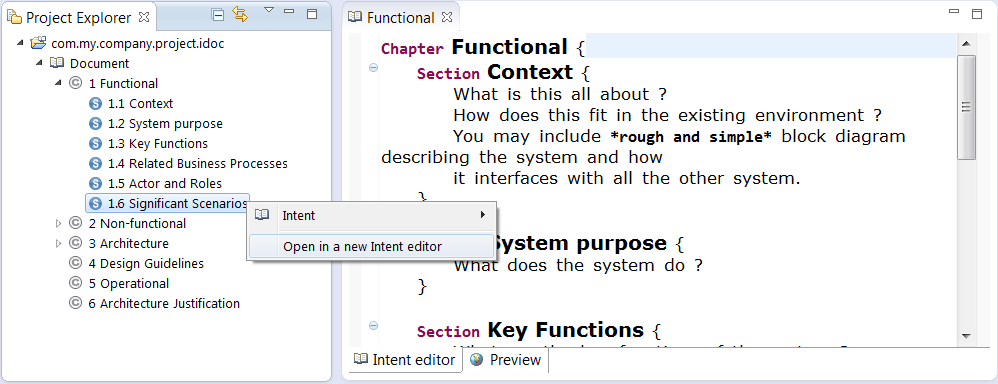 Project Explorer
com.my.company.project.idoc
Document
1 Functional
1.1 Context
1.2 System purpose
1.3 Key Functions
1.4 Related Business Processes
1.5 Actor and Roles
1.6 Significant Scenarios
2 Non-functional
3 Architecture
4 Design Guidelines
5 Operational
6 Architecture Justification
Intent
Open in a new Intent editor
Functional
Chapter Functional {
Section Context {
What is this all about ?
How does this fit in the existing environment ?
You may include *rough and simple* block diagram
describing the system and how
it interfaces with all the other system.
}
System purpose {
What does the system do ?
}
Section Key Functions {
Intent editor
Preview